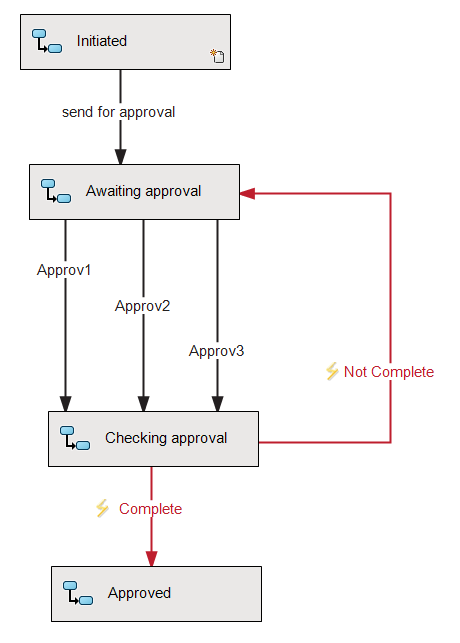 Initiated
send for approval
Awaiting approval
Approv1
Approv2
Approv3
Not Complete
Checking approval
Complete
Approved